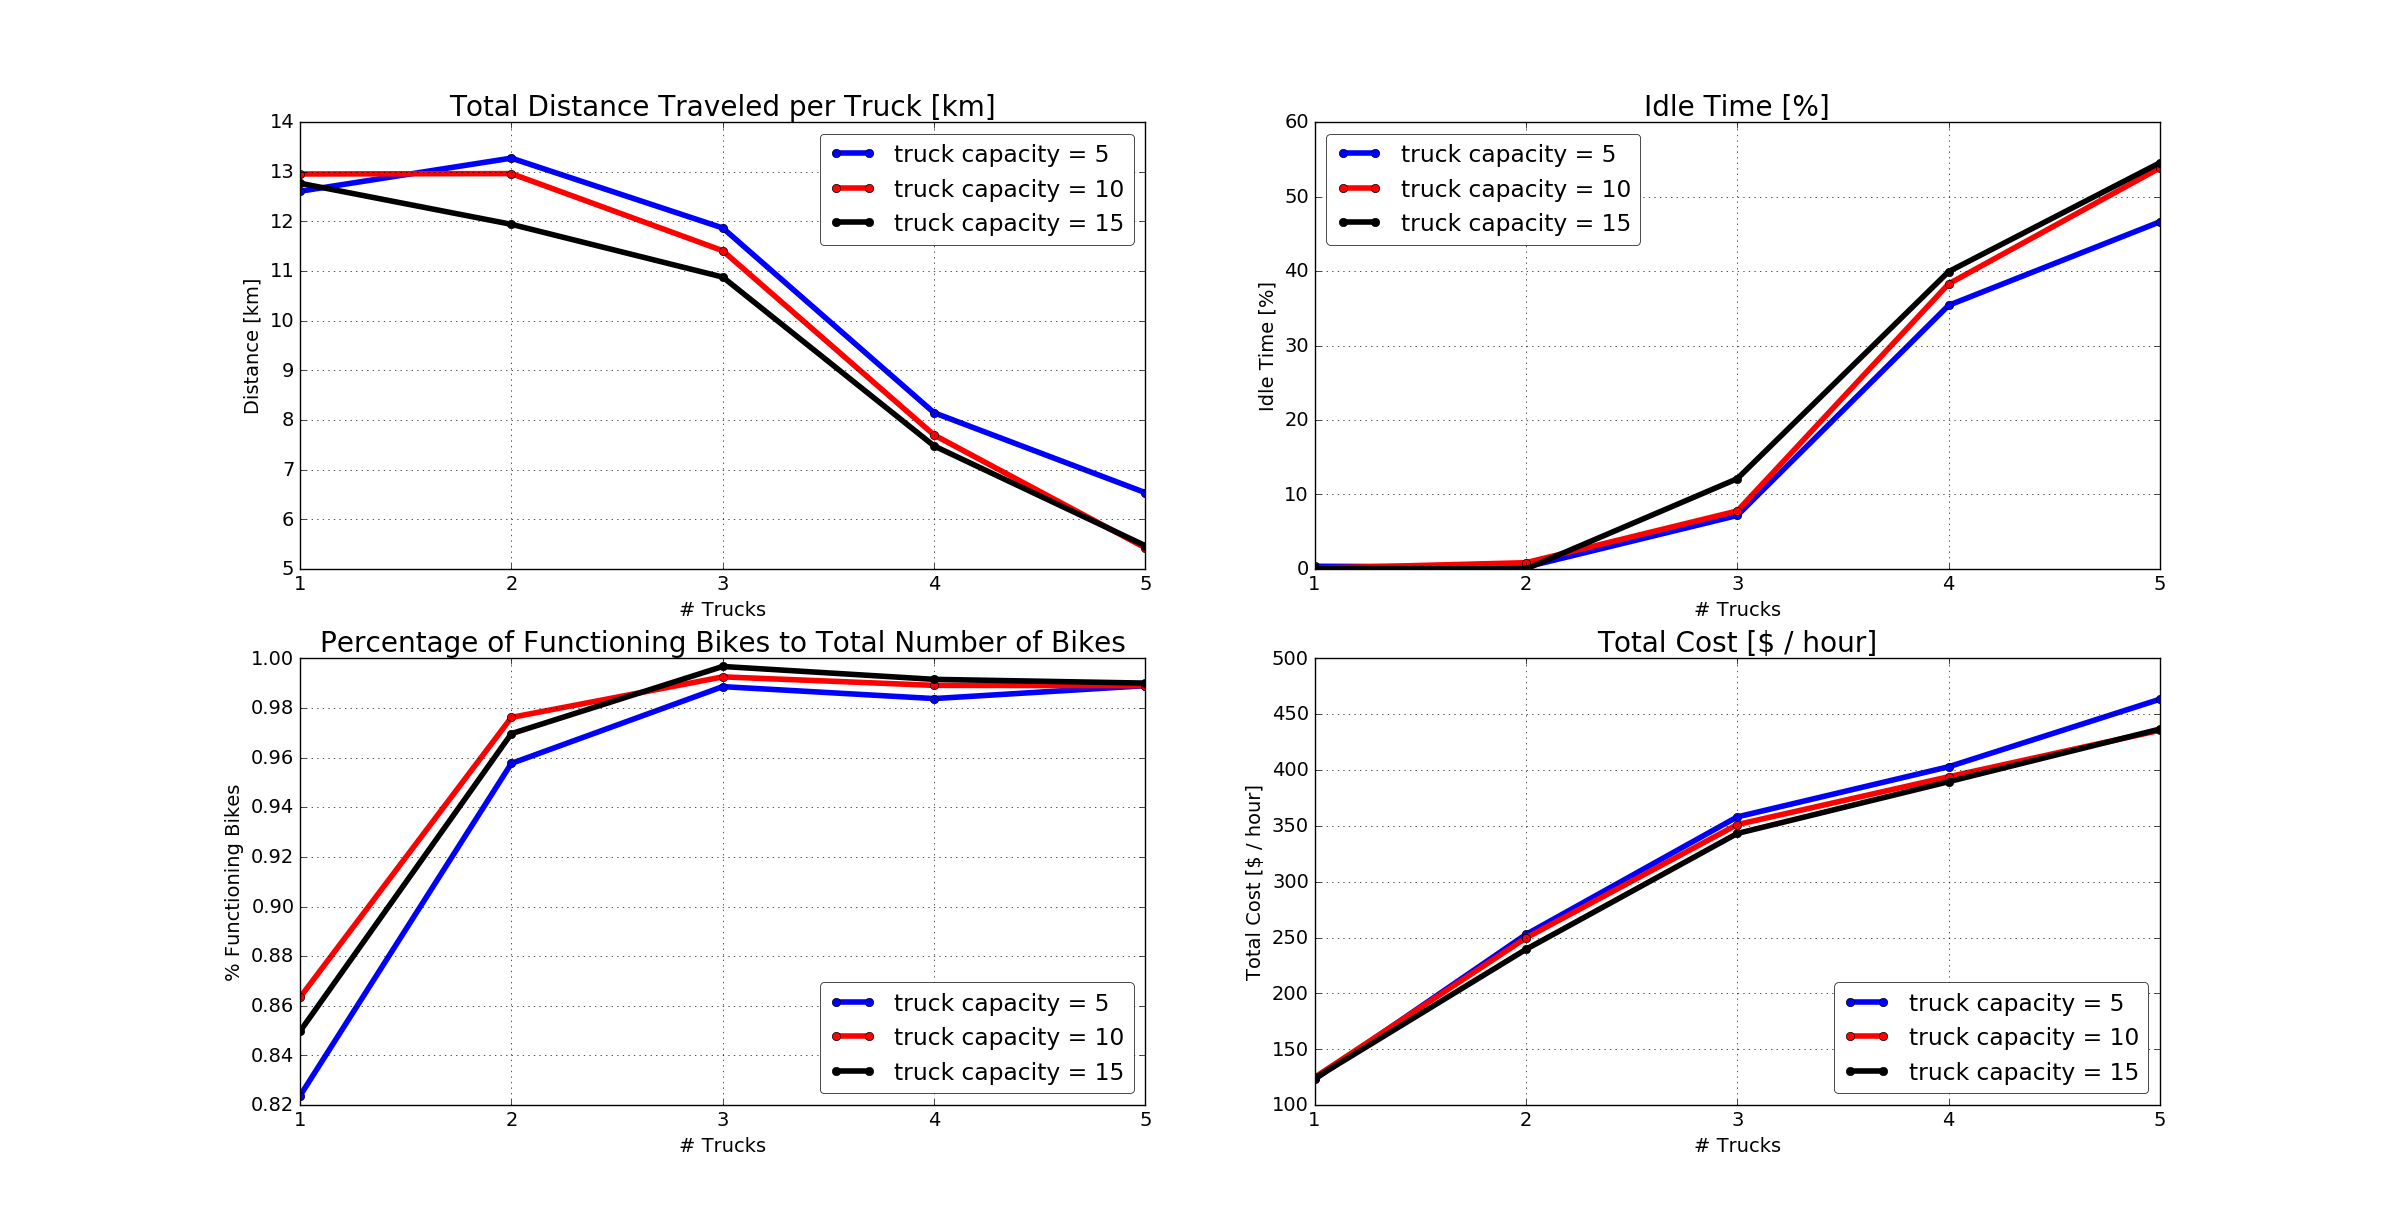 Total Distance Traveled per Truck [km]
14
13
12
11
10
9
8
7
6
5
Distance [km]
truck capacity = 5
truck capacity = 10
truck capacity = 15
1 2 3 4 5
# Trucks
Idle Time [%]
60
50
40
30
20
10
0
Idle Time [%]
truck capacity = 5
truck capacity = 10
truck capacity = 15
1 2 3 4 5
# Trucks
Percentage of Functioning Bikes to Total Number of Bikes
1.00
0.98
0.96
0.94
0.92
0.90
0.88
0.86
0.84
0.82
% Functioning Bikes
truck capacity = 5
truck capacity = 10
truck capacity = 15
1 2 3 4 5
# Trucks
Total Cost [$ / hour]
500
450
400
350
300
250
200
150
100
Total Cost [$ / hour]
truck capacity = 5
truck capacity = 10
truck capacity = 15
1 2 3 4 5
# Trucks